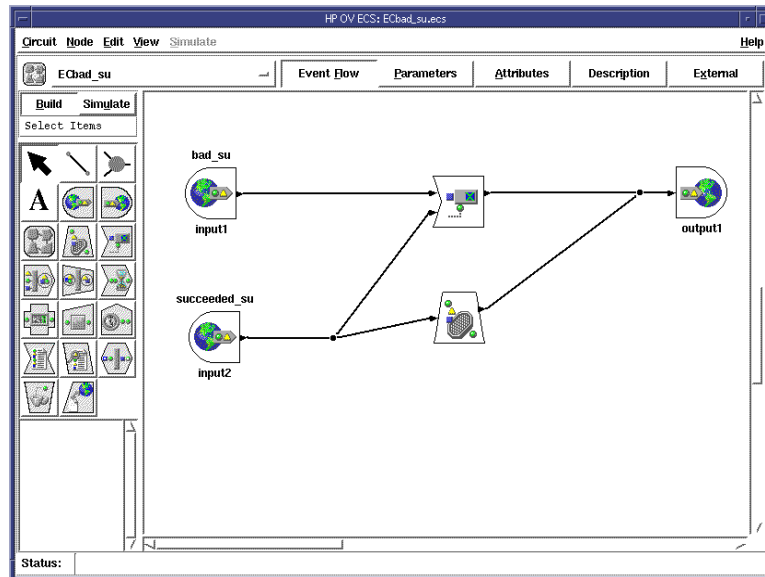 HP OV ECS: ECbad_su.ecs
Circuit Node Edit View Simulate Help
ECbad_su Event Flow Parameters Attributes Description External
Build Simulate
Select Items
A
bad_su
input1
output1
succeeded_su
input2
Status: